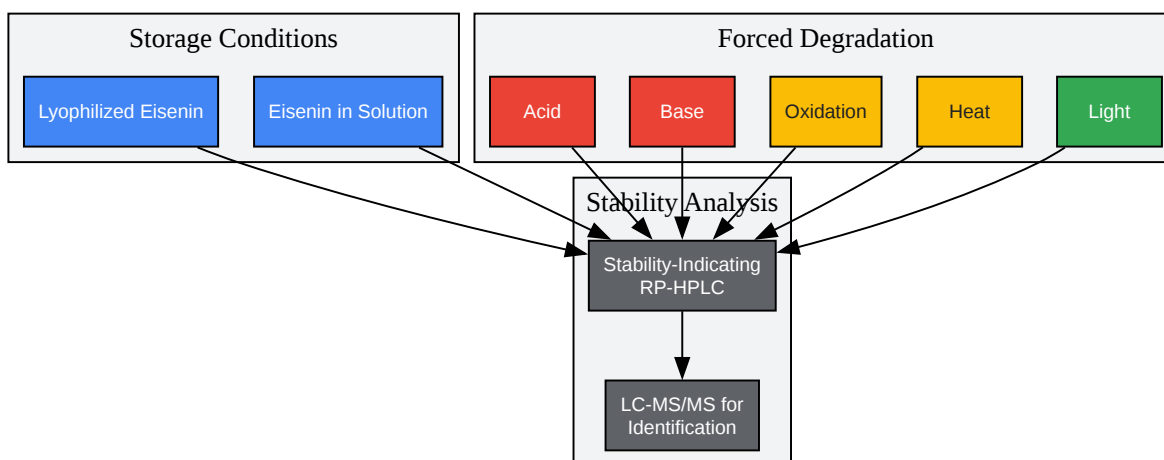 Storage Conditions
Forced Degradation
Lyophilized Eisenin
Eisenin in Solution
Acid
Base
Oxidation
Heat
Light
Stability Analysis
Stability-Indicating
RP-HPLC
LC-MS/MS for
Identification